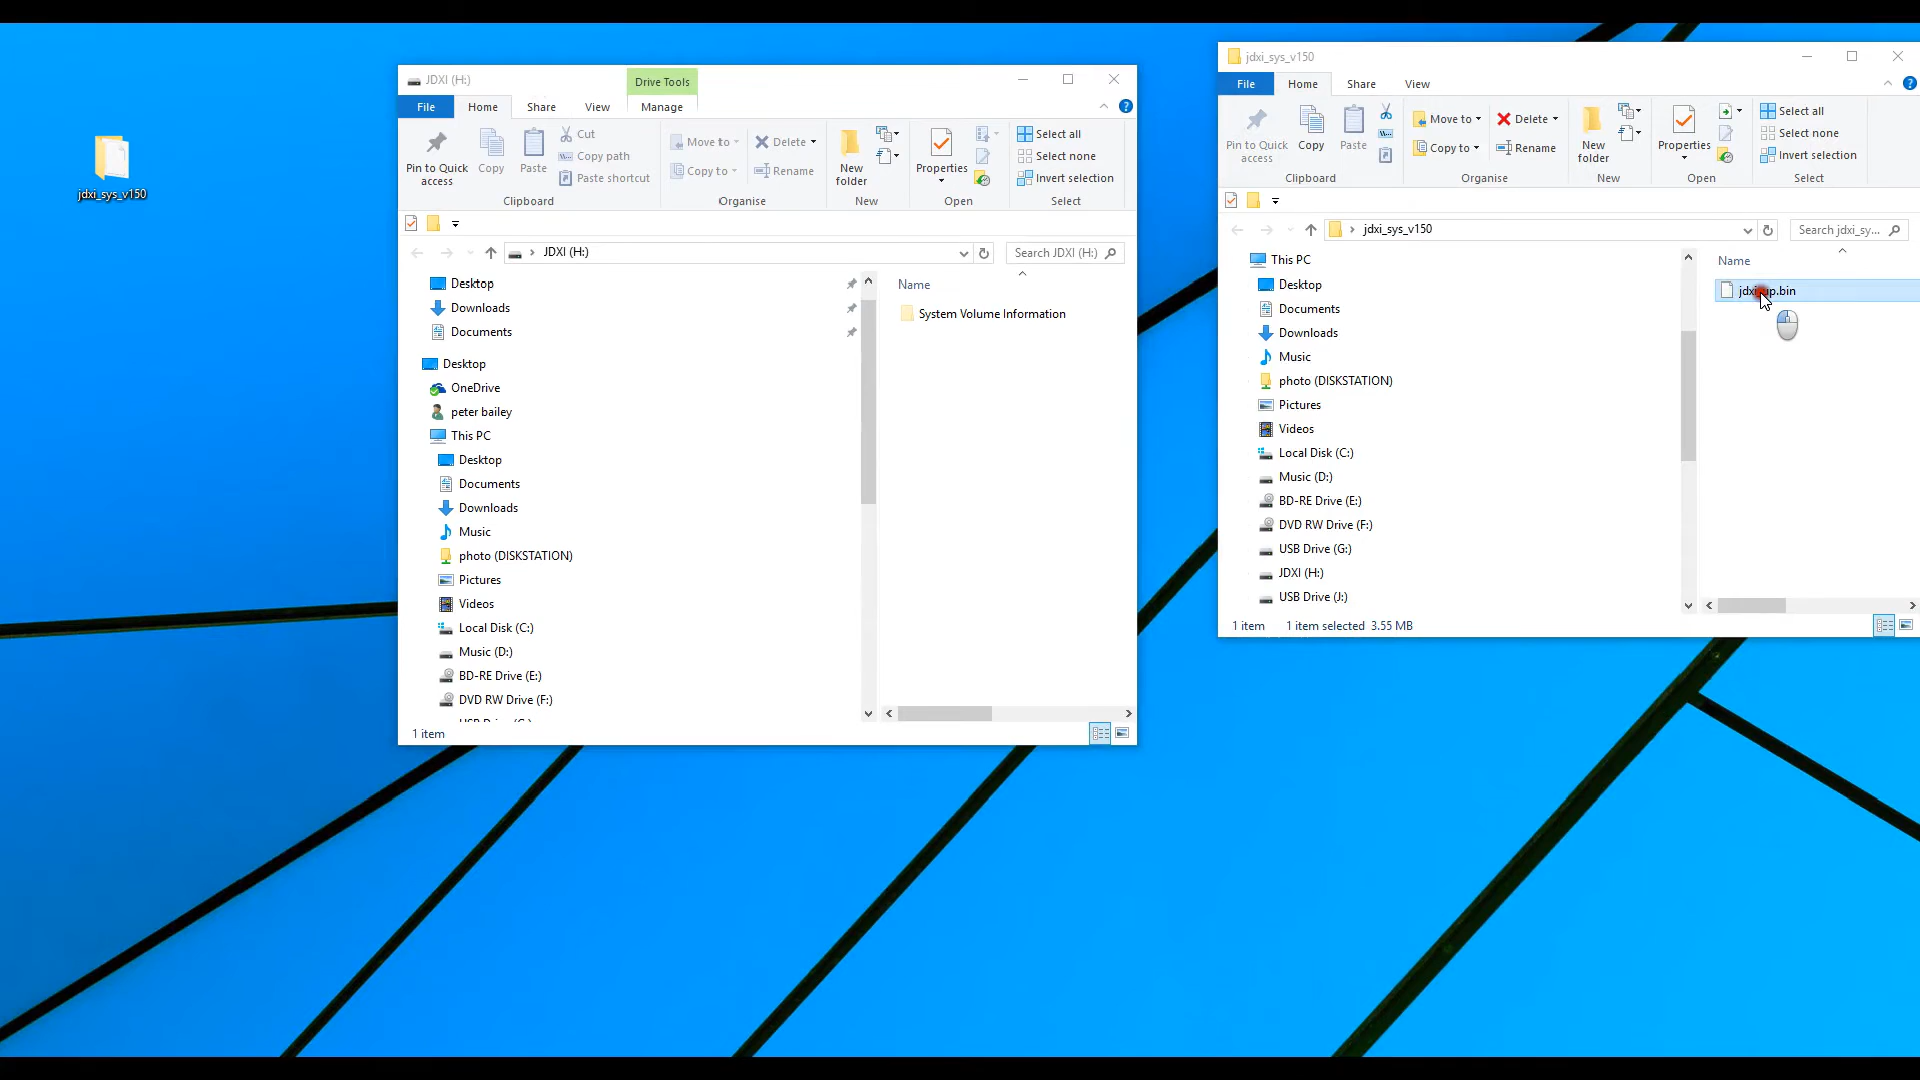 jdxi_sys_v150
JDXI (H:)
Drive Tools
File
Home
Share
View
Manage
Pin to Quick access
Copy
Paste
Cut
Copy path
Paste shortcut
Clipboard
Move to
Copy to
Delete
Rename
Organise
New folder
New
Properties
Open
Select all
Select none
Invert selection
Select
JDXI (H:)
Search JDXI (H:)
Desktop
Downloads
Documents
Desktop
OneDrive
peter bailey
This PC
Desktop
Documents
Downloads
Music
photo (DISKSTATION)
Pictures
Videos
Local Disk (C:)
Music (D:)
BD-RE Drive (E:)
DVD RW Drive (F:)
Name
System Volume Information
1 item
jdxi_sys_v150
File
Home
Share
View
Pin to Quick access
Copy
Paste
Clipboard
Move to
Copy to
Delete
Rename
Organise
New folder
New
Properties
Open
Select all
Select none
Invert selection
Select
jdxi_sys_v150
Search jdxi_sy...
This PC
Desktop
Documents
Downloads
Music
photo (DISKSTATION)
Pictures
Videos
Local Disk (C:)
Music (D:)
BD-RE Drive (E:)
DVD RW Drive (F:)
USB Drive (G:)
JDXI (H:)
USB Drive (J:)
Name
1 item
1 item selected 3.55 MB